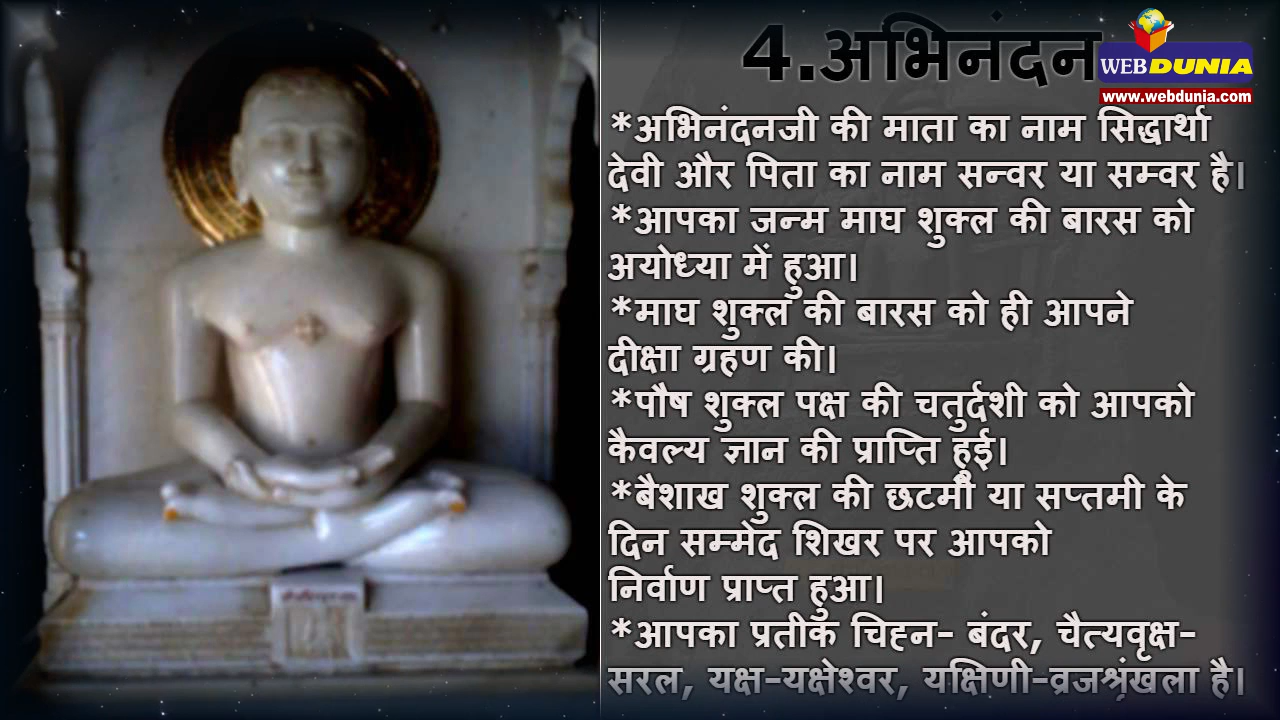 4.अभिनंदन
WEBDUNIA
www.webdunia.com
*अभिनंदनजी की माता का नाम सिद्धार्था
देवी और पिता का नाम सन्वर या सम्वर है।
*आपका जन्म माघ शुक्ल की बारस को
अयोध्या में हुआ।
*माघ शुक्ल की बारस को ही आपने
दीक्षा ग्रहण की।
*पौष शुक्ल पक्ष की चतुर्दशी को आपको
कैवल्य ज्ञान की प्राप्ति हुई।
*बैशाख शुक्ल की छटमी या सप्तमी के
दिन सम्मेद शिखर पर आपको
निर्वाण प्राप्त हुआ।
*आपका प्रतीक चिह्न- बंदर, चैत्यवृक्ष-
सरल, यक्ष-यक्षेश्वर, यक्षिणी-व्रजश्रृंखला है।